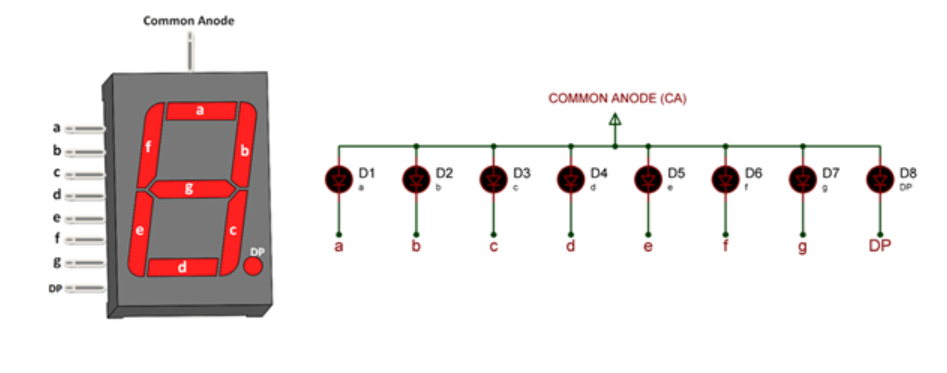 Common Anode
a
b
c
d
e
f
g
DP
a
f
b
g
e
c
d
DP
COMMON ANODE (CA)
D1
a
D2
b
D3
c
D4
d
D5
e
D6
f
D7
g
D8
DP
a b c d e f g DP